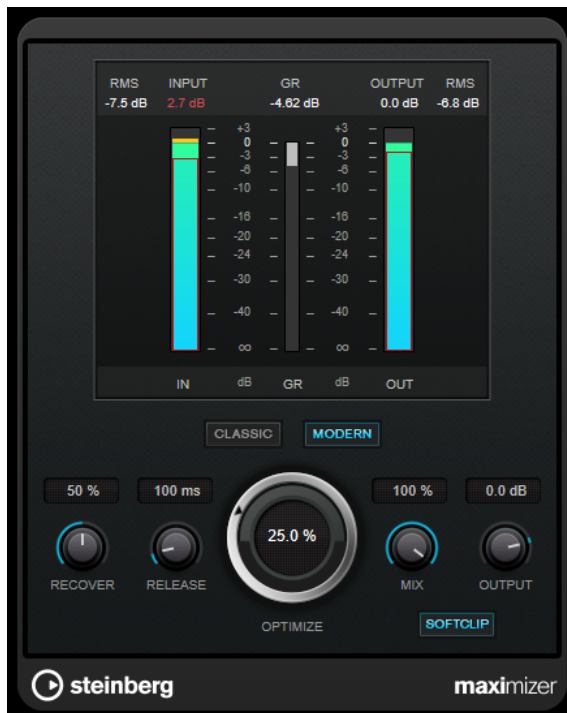 RMS INPUT GR OUTPUT RMS
-7.5 dB 2.7 dB -4.62 dB 0.0 dB -6.8 dB
+3 +3
0 0
-3 -3
-6 -6
-10 -10
-16 -16
-20 -20
-24 -24
-30 -30
-40 -40
∞ ∞
IN dB GR dB OUT
CLASSIC MODERN
50 % 100 ms 100 % 0.0 dB
25.0 %
RECOVER RELEASE MIX OUTPUT
OPTIMIZE SOFTCLIP
steinberg maximizer